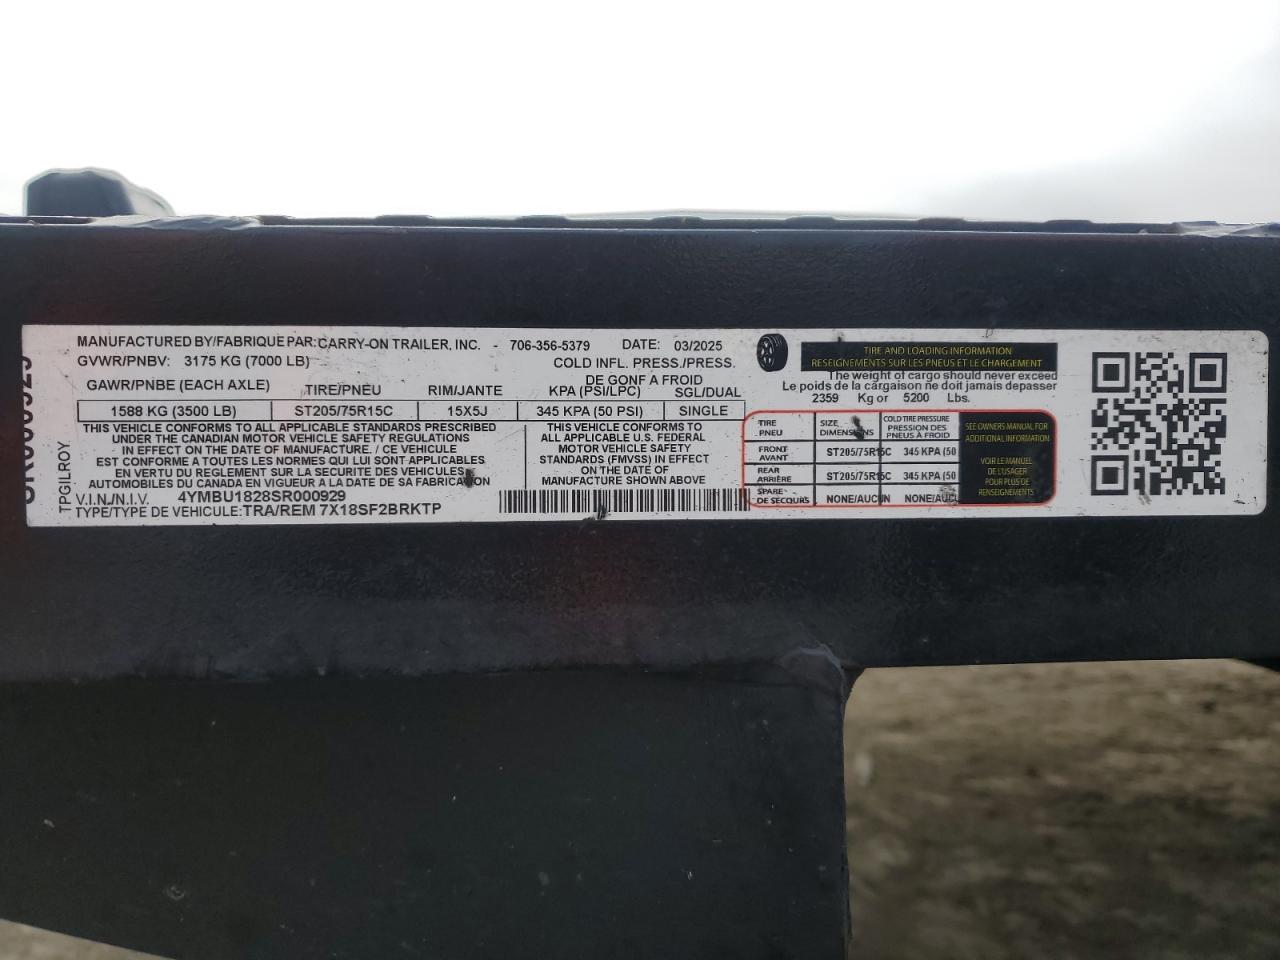 MANUFACTURED BY/FABRIQUE PAR: CARRY-ON TRAILER, INC. - 706-356-5379 DATE: 03/2025
GVWR/PNBV: 3175 KG (7000 LB) COLD INFL. PRESS./PRESS.
DE GONF A FROID
GAWR/PNBE (EACH AXLE) TIRE/PNEU RIM/JANTE KPA (PSI/LPC) SGL/DUAL
1588 KG (3500 LB) ST205/75R15C 15X5J 345 KPA (50 PSI) SINGLE
THIS VEHICLE CONFORMS TO ALL APPLICABLE STANDARDS PRESCRIBED
UNDER THE CANADIAN MOTOR VEHICLE SAFETY REGULATIONS
IN EFFECT ON THE DATE OF MANUFACTURE. / CE VEHICULE
EST CONFORME A TOUTES LES NORMES QUI LUI SONT APPLICABLES
EN VERTU DU REGLEMENT SUR LA SECURITE DES VEHICULES
AUTOMOBILES DU CANADA EN VIGUEUR A LA DATE DE SA FABRICATION
V.I.N./N.I.V. 4YMBU1828SR000929
TYPE/TYPE DE VEHICULE: TRA/REM 7X18SF2BRKTP
THIS VEHICLE CONFORMS TO
ALL APPLICABLE U.S. FEDERAL
MOTOR VEHICLE SAFETY
STANDARDS (FMVSS) IN EFFECT
ON THE DATE OF
MANUFACTURE SHOWN ABOVE
TPGILROY
SR000929
TIRE AND LOADING INFORMATION
RESEIGNEMENTS SUR LES PNEUS ET LE CHARGEMENT
The weight of cargo should never exceed
Le poids de la cargaison ne doit jamais depasser
2359 Kg or 5200 Lbs.
TIRE PNEU SIZE DIMENSIONS COLD TIRE PRESSURE PRESSION DES PNEUS À FROID
FRONT AVANT ST205/75R15C 345 KPA (50
REAR ARRIÈRE ST205/75R15C 345 KPA (50
SPARE DE SECOURS NONE/AUCUN NONE/AUCUN
SEE OWNERS MANUAL FOR
ADDITIONAL INFORMATION
VOIR LE MANUEL
DE L'USAGER
POUR PLUS DE
RENSEIGNEMENTS